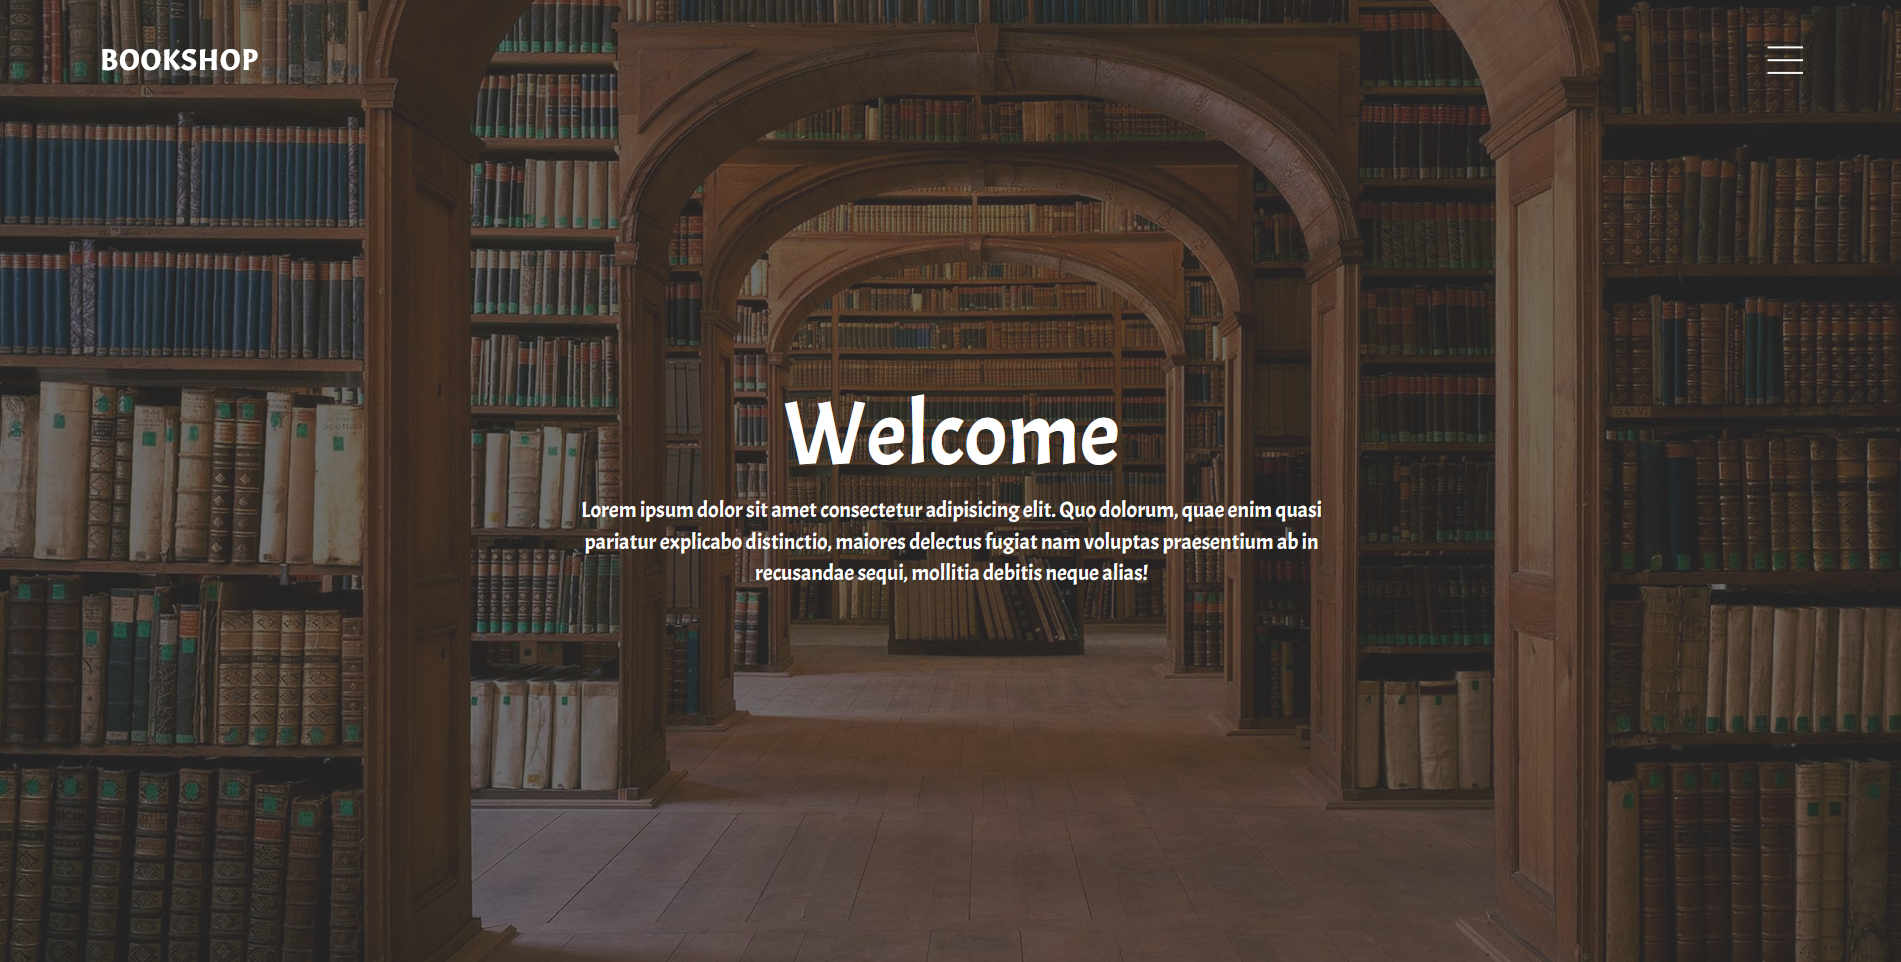 BOOKSHOP
Welcome
Lorem ipsum dolor sit amet consectetur adipisicing elit. Quo dolorum, quae enim quasi
pariatur explicabo distinctio, maiores delectus fugiat nam voluptas praesentium ab in
recusandae sequi, mollitia debitis neque alias!